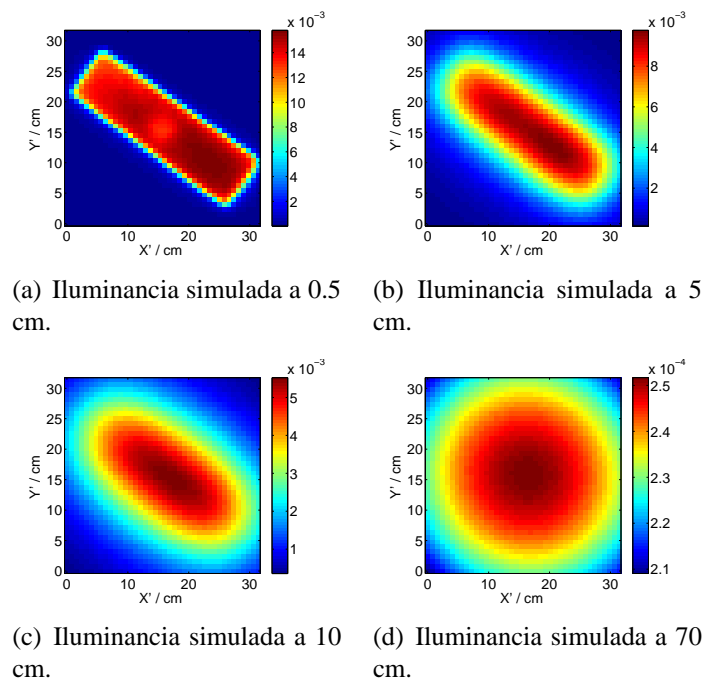 x 10⁻³
30
25
20
15
10
5
0
Y' / cm
0 10 20 30
X' / cm
14
12
10
8
6
4
2
(a) Iluminancia simulada a 0.5
cm.
x 10⁻³
30
25
20
15
10
5
0
Y' / cm
0 10 20 30
X' / cm
8
6
4
2
(b) Iluminancia simulada a 5
cm.
x 10⁻³
30
25
20
15
10
5
0
Y' / cm
0 10 20 30
X' / cm
5
4
3
2
1
(c) Iluminancia simulada a 10
cm.
x 10⁻⁴
30
25
20
15
10
5
0
Y' / cm
0 10 20 30
X' / cm
2.5
2.4
2.3
2.2
2.1
(d) Iluminancia simulada a 70
cm.